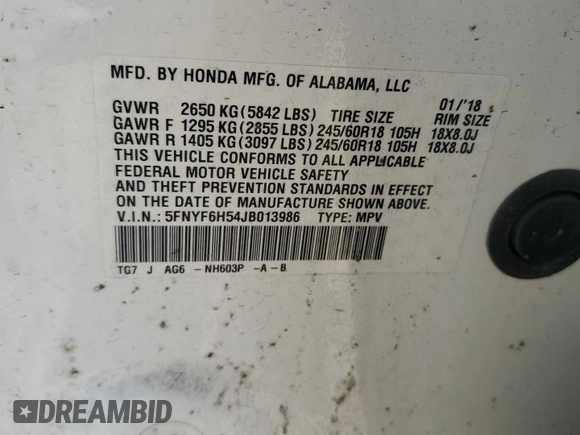 MFD. BY HONDA MFG. OF ALABAMA, LLC
01/'18
GVWR 2650 KG(5842 LBS) TIRE SIZE RIM SIZE
GAWR F 1295 KG(2855 LBS)245/60R18 105H 18X8.0J
GAWR R 1405 KG(3097 LBS)245/60R18 105H 18X8.0J
THIS VEHICLE CONFORMS TO ALL APPLICABLE
FEDERAL MOTOR VEHICLE SAFETY
AND THEFT PREVENTION STANDARDS IN EFFECT
ON THE DATE OF MANUFACTURE SHOWN ABOVE.
V.I.N.: 5FNYF6H54JB013986 TYPE: MPV
TG7 J AG6 -NH603P -A-B
DREAMBID